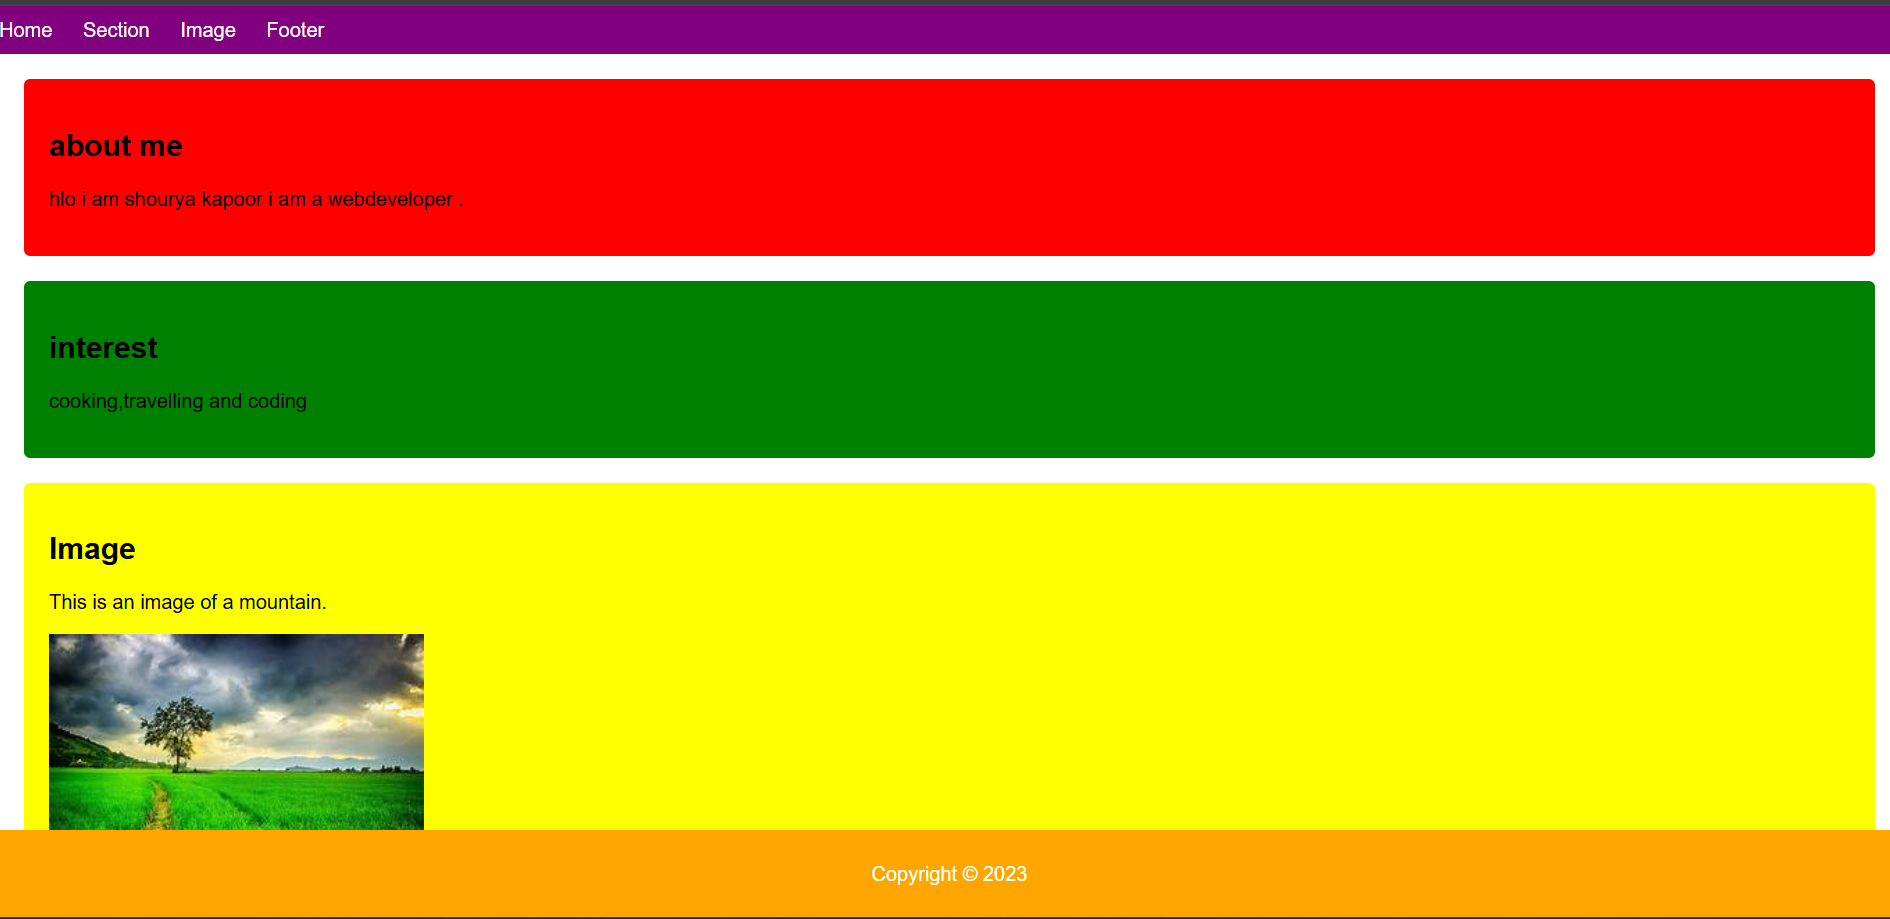 Home Section Image Footer
about me
hlo i am shourya kapoor i am a webdeveloper .
interest
cooking,travelling and coding
Image
This is an image of a mountain.
Copyright © 2023